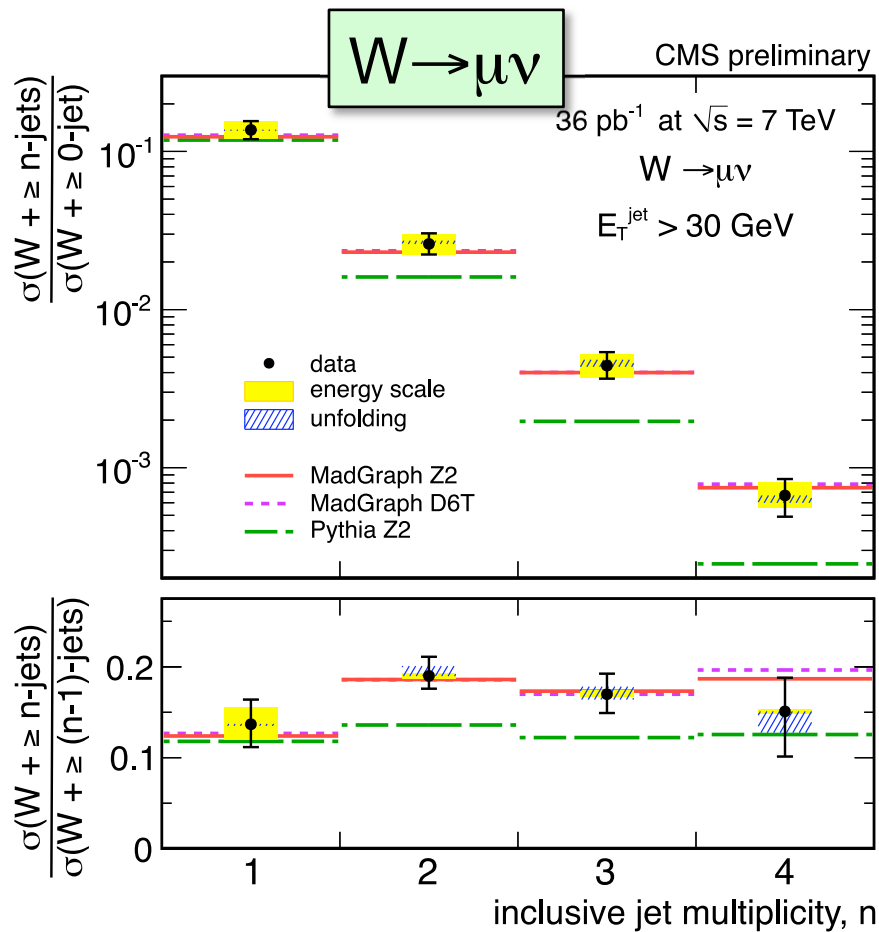 W →μν
CMS preliminary
36 pb⁻¹ at √s = 7 TeV
W →μν
E_T^jet > 30 GeV
σ(W + ≥ n-jets)
σ(W + ≥ 0-jet)
10⁻¹
10⁻²
10⁻³
data
energy scale
unfolding
MadGraph Z2
MadGraph D6T
Pythia Z2
σ(W + ≥ n-jets)
σ(W + ≥ (n-1)-jets)
0.2
0.1
0
1 2 3 4
inclusive jet multiplicity, n